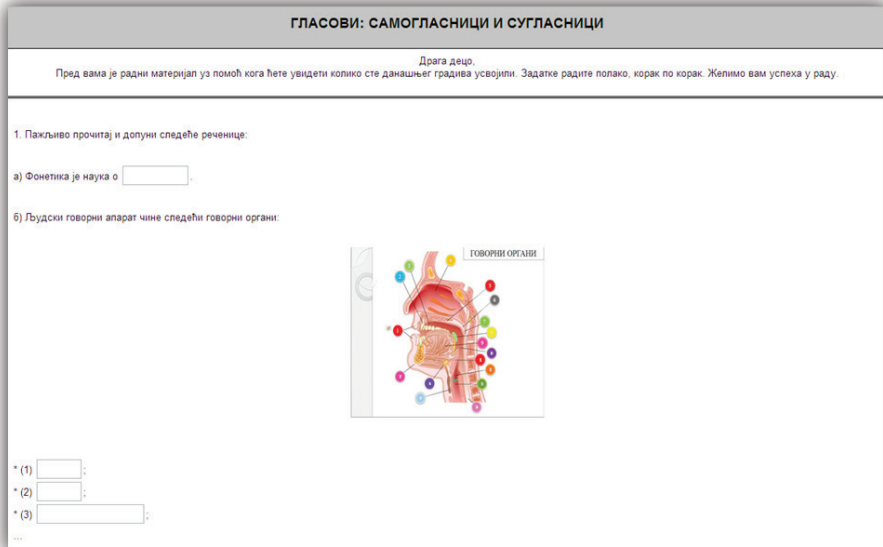 ГЛАСОВИ: САМОГЛАСНИЦИ И СУГЛАСНИЦИ
Драга децо,
Пред вама је радни материјал уз помоћ кога ћете увидети колико сте данашњег градива усвојили. Задатке радите полако, корак по корак. Желимо вам успеха у раду.
1. Пажљиво прочитај и допуни следеће реченице:
а) Фонетика је наука о .
б) Људски говорни апарат чине следећи говорни органи:
ГОВОРНИ ОРГАНИ
* (1) ;
* (2) ;
* (3) ;
...